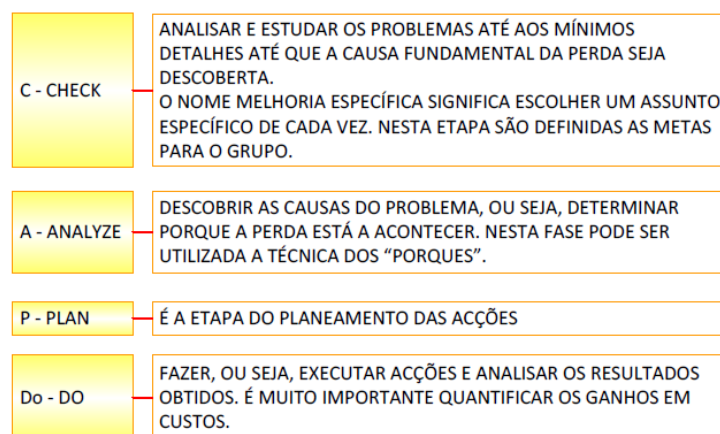 C - CHECK
ANALISAR E ESTUDAR OS PROBLEMAS ATÉ AOS MÍNIMOS
DETALHES ATÉ QUE A CAUSA FUNDAMENTAL DA PERDA SEJA
DESCOBERTA.
O NOME MELHORIA ESPECÍFICA SIGNIFICA ESCOLHER UM ASSUNTO
ESPECÍFICO DE CADA VEZ. NESTA ETAPA SÃO DEFINIDAS AS METAS
PARA O GRUPO.
A - ANALYZE
DESCOBRIR AS CAUSAS DO PROBLEMA, OU SEJA, DETERMINAR
PORQUE A PERDA ESTÁ A ACONTECER. NESTA FASE PODE SER
UTILIZADA A TÉCNICA DOS “PORQUES”.
P - PLAN
É A ETAPA DO PLANEAMENTO DAS ACÇÕES
Do - DO
FAZER, OU SEJA, EXECUTAR ACÇÕES E ANALISAR OS RESULTADOS
OBTIDOS. É MUITO IMPORTANTE QUANTIFICAR OS GANHOS EM
CUSTOS.